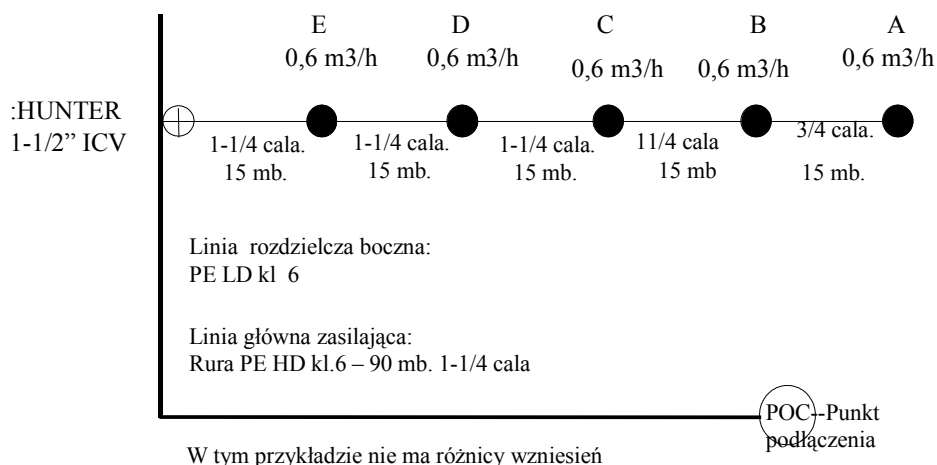 E D C B A
0,6 m3/h 0,6 m3/h 0,6 m3/h 0,6 m3/h 0,6 m3/h
:HUNTER
1-1/2” ICV
1-1/4 cala. 1-1/4 cala. 1-1/4 cala. 11/4 cala 3/4 cala.
15 mb. 15 mb. 15 mb. 15 mb 15 mb.
Linia rozdzielcza boczna:
PE LD kl 6
Linia główna zasilająca:
Rura PE HD kl.6 – 90 mb. 1-1/4 cala
POC--Punkt
podłączenia
W tym przykładzie nie ma różnicy wzniesień